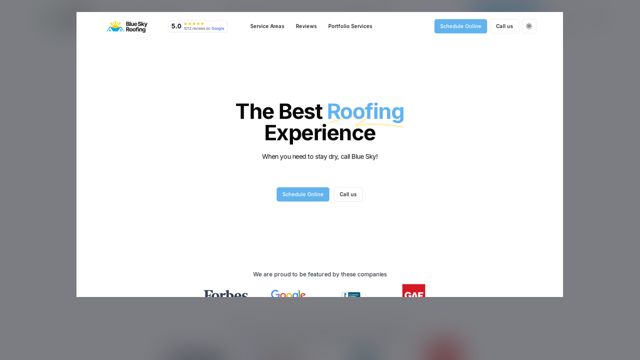 Blue Sky
Roofing
5.0
1212 reviews on Google
Service Areas
Reviews
Portfolio Services
Schedule Online
Call us
The Best Roofing
Experience
When you need to stay dry, call Blue Sky!
Schedule Online
Call us
We are proud to be featured by these companies
Forbes
Google
GAF